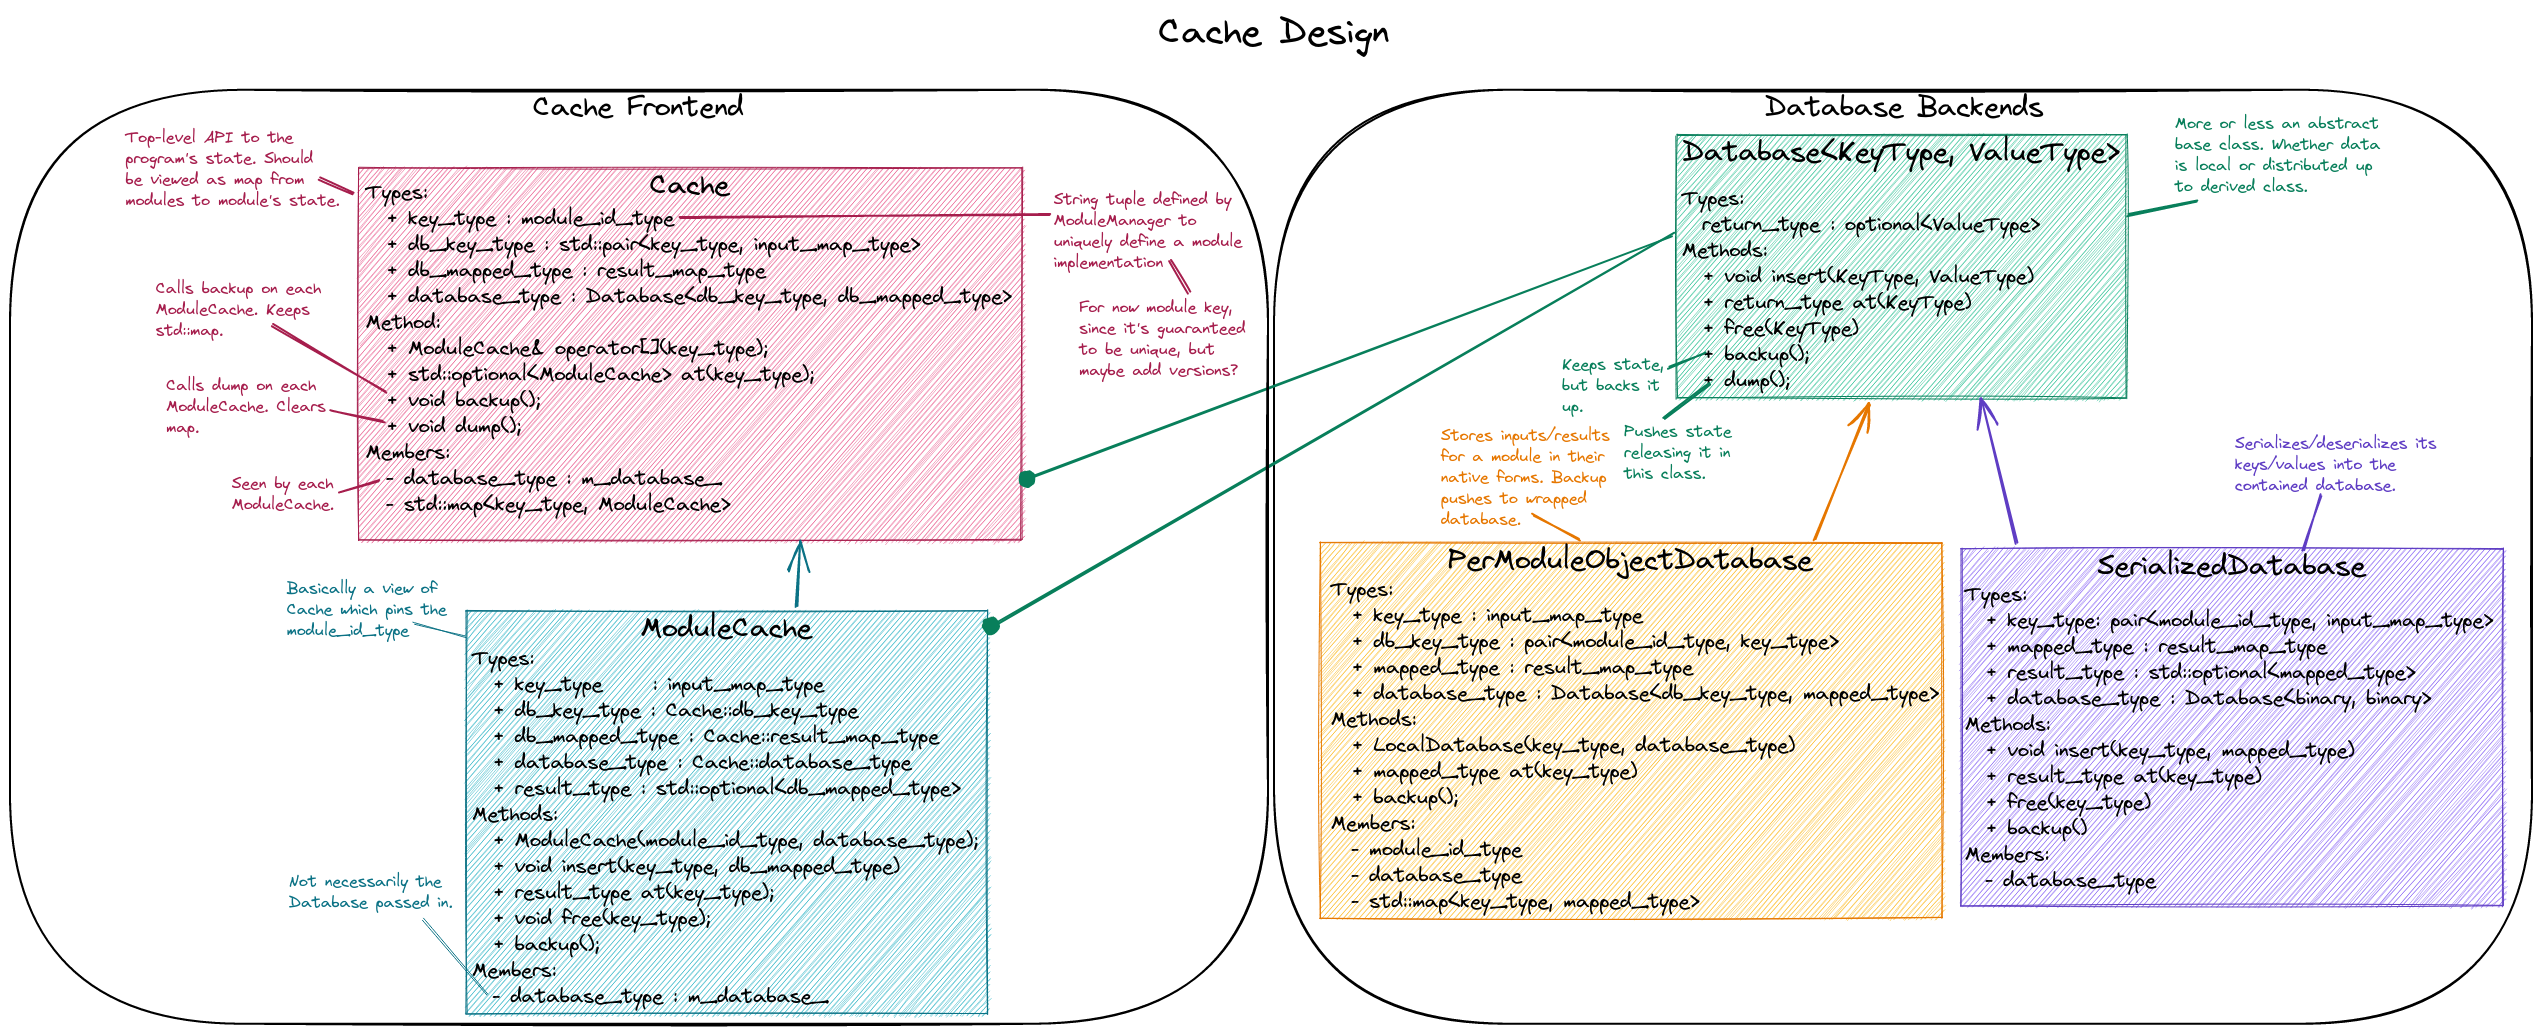 Cache Design
Cache Frontend
Top-level API to the
program's state. Should
be viewed as map from
modules to module's state.
Cache
Types:
+ key_type : module_id_type
+ db_key_type : std::pair<key_type, input_map_type>
+ db_mapped_type : result_map_type
+ database_type : Database<db_key_type, db_mapped_type>
Method:
+ ModuleCache& operator[](key_type);
+ std::optional<ModuleCache> at(key_type);
+ void backup();
+ void dump();
Members:
- database_type : m_database_
- std::map<key_type, ModuleCache>
String tuple defined by
ModuleManager to
uniquely define a module
implementation
For now module key,
since it's guaranteed
to be unique, but
maybe add versions?
Calls backup on each
ModuleCache. Keeps
std::map.
Calls dump on each
ModuleCache. Clears
map.
Seen by each
ModuleCache.
Basically a view of
Cache which pins the
module_id_type
ModuleCache
Types:
+ key_type : input_map_type
+ db_key_type : Cache::db_key_type
+ db_mapped_type : Cache::result_map_type
+ database_type : Cache::database_type
+ result_type : std::optional<db_mapped_type>
Methods:
+ ModuleCache(module_id_type, database_type);
+ void insert(key_type, db_mapped_type)
+ result_type at(key_type);
+ void free(key_type);
+ backup();
Members:
- database_type : m_database_
Not necessarily the
Database passed in.
Database Backends
Database<KeyType, ValueType>
Types:
return_type : optional<ValueType>
Methods:
+ void insert(KeyType, ValueType)
+ return_type at(KeyType)
+ free(KeyType)
+ backup();
+ dump();
More or less an abstract
base class. Whether data
is local or distributed up
to derived class.
Keeps state,
but backs it
up.
Pushes state
releasing it in
this class.
Stores inputs/results
for a module in their
native forms. Backup
pushes to wrapped
database.
PerModuleObjectDatabase
Types:
+ key_type : input_map_type
+ db_key_type : pair<module_id_type, key_type>
+ mapped_type : result_map_type
+ database_type : Database<db_key_type, mapped_type>
Methods:
+ LocalDatabase(key_type, database_type)
+ mapped_type at(key_type)
+ backup();
Members:
- module_id_type
- database_type
- std::map<key_type, mapped_type>
Serializes/deserializes its
keys/values into the
contained database.
SerializedDatabase
Types:
+ key_type: pair<module_id_type, input_map_type>
+ mapped_type : result_map_type
+ result_type : std::optional<mapped_type>
+ database_type : Database<binary, binary>
Methods:
+ void insert(key_type, mapped_type)
+ result_type at(key_type)
+ free(key_type)
+ backup()
Members:
- database_type